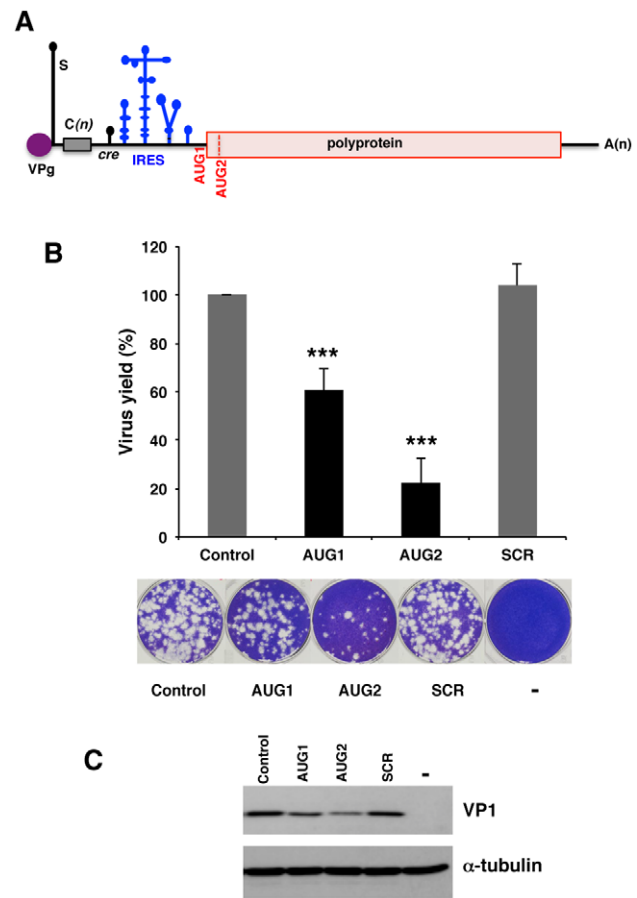 A
S
C(n)
cre
IRES
VPg
AUG1
AUG2
polyprotein
A(n)
B
Virus yield (%)
120
100
80
60
40
20
0
***
***
Control AUG1 AUG2 SCR
Control AUG1 AUG2 SCR -
C
Control AUG1 AUG2 SCR -
VP1
α-tubulin